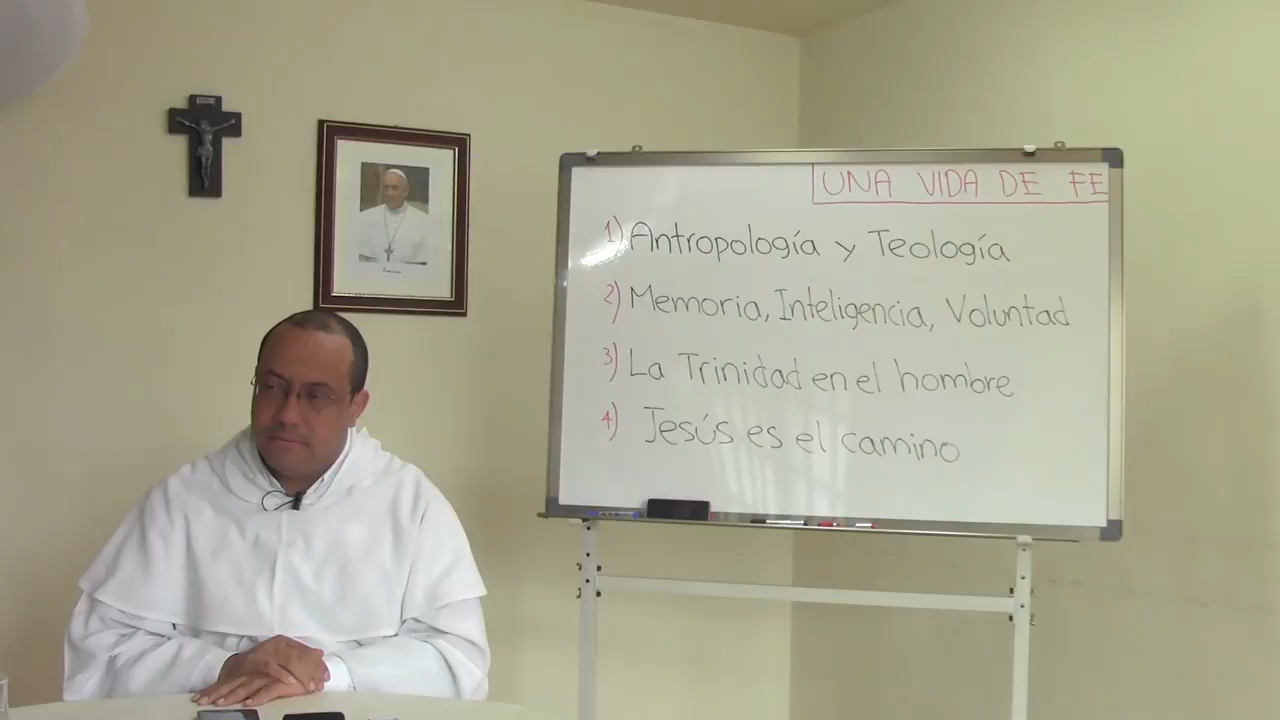 UNA VIDA DE FE
1) Antropología y Teología
2) Memoria, Inteligencia, Voluntad
3) La Trinidad en el hombre
4) Jesús es el camino